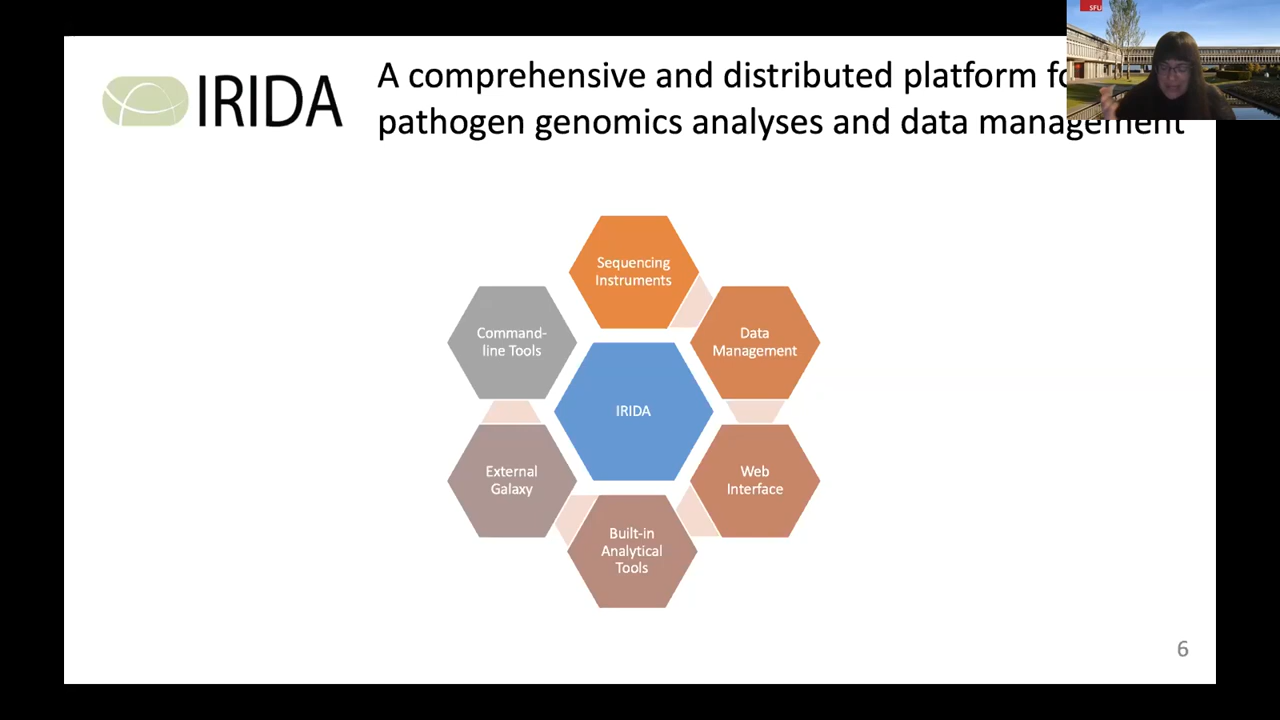 IRIDA
A comprehensive and distributed platform
pathogen genomics analyses and data management
SFU
Sequencing
Instruments
Command-
line Tools
Data
Management
IRIDA
External
Galaxy
Web
Interface
Built-in
Analytical
Tools
6